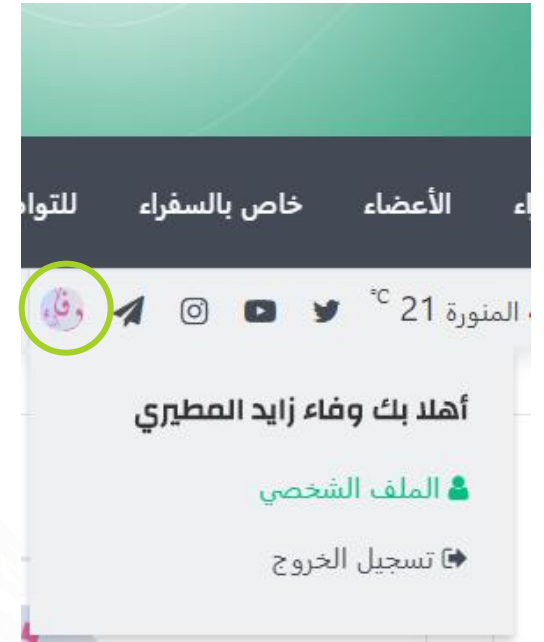 الأعضاء خاص بالسفراء
المنورة 21 °C
وفاء
أهلا بك وفاء زايد المطيري
الملف الشخصي
تسجيل الخروج